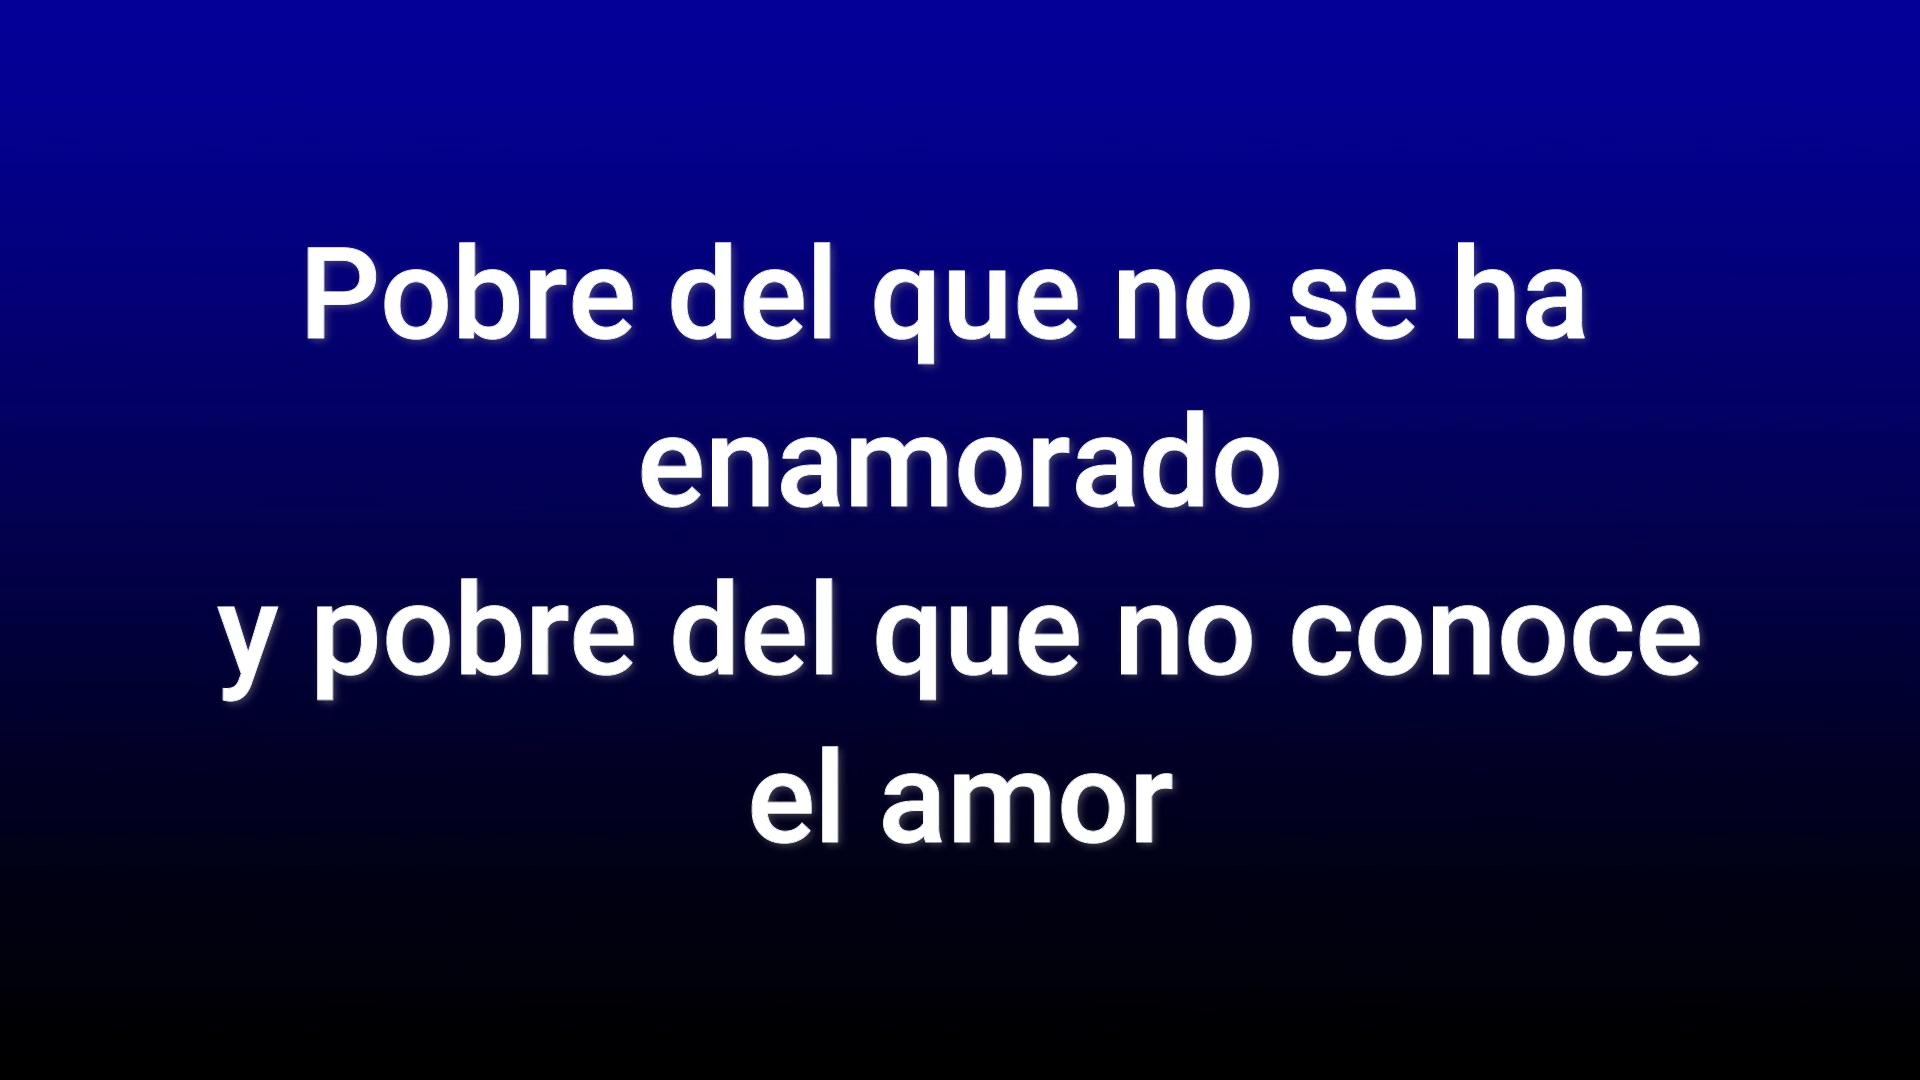 Pobre del que no se ha
enamorado
y pobre del que no conoce
el amor